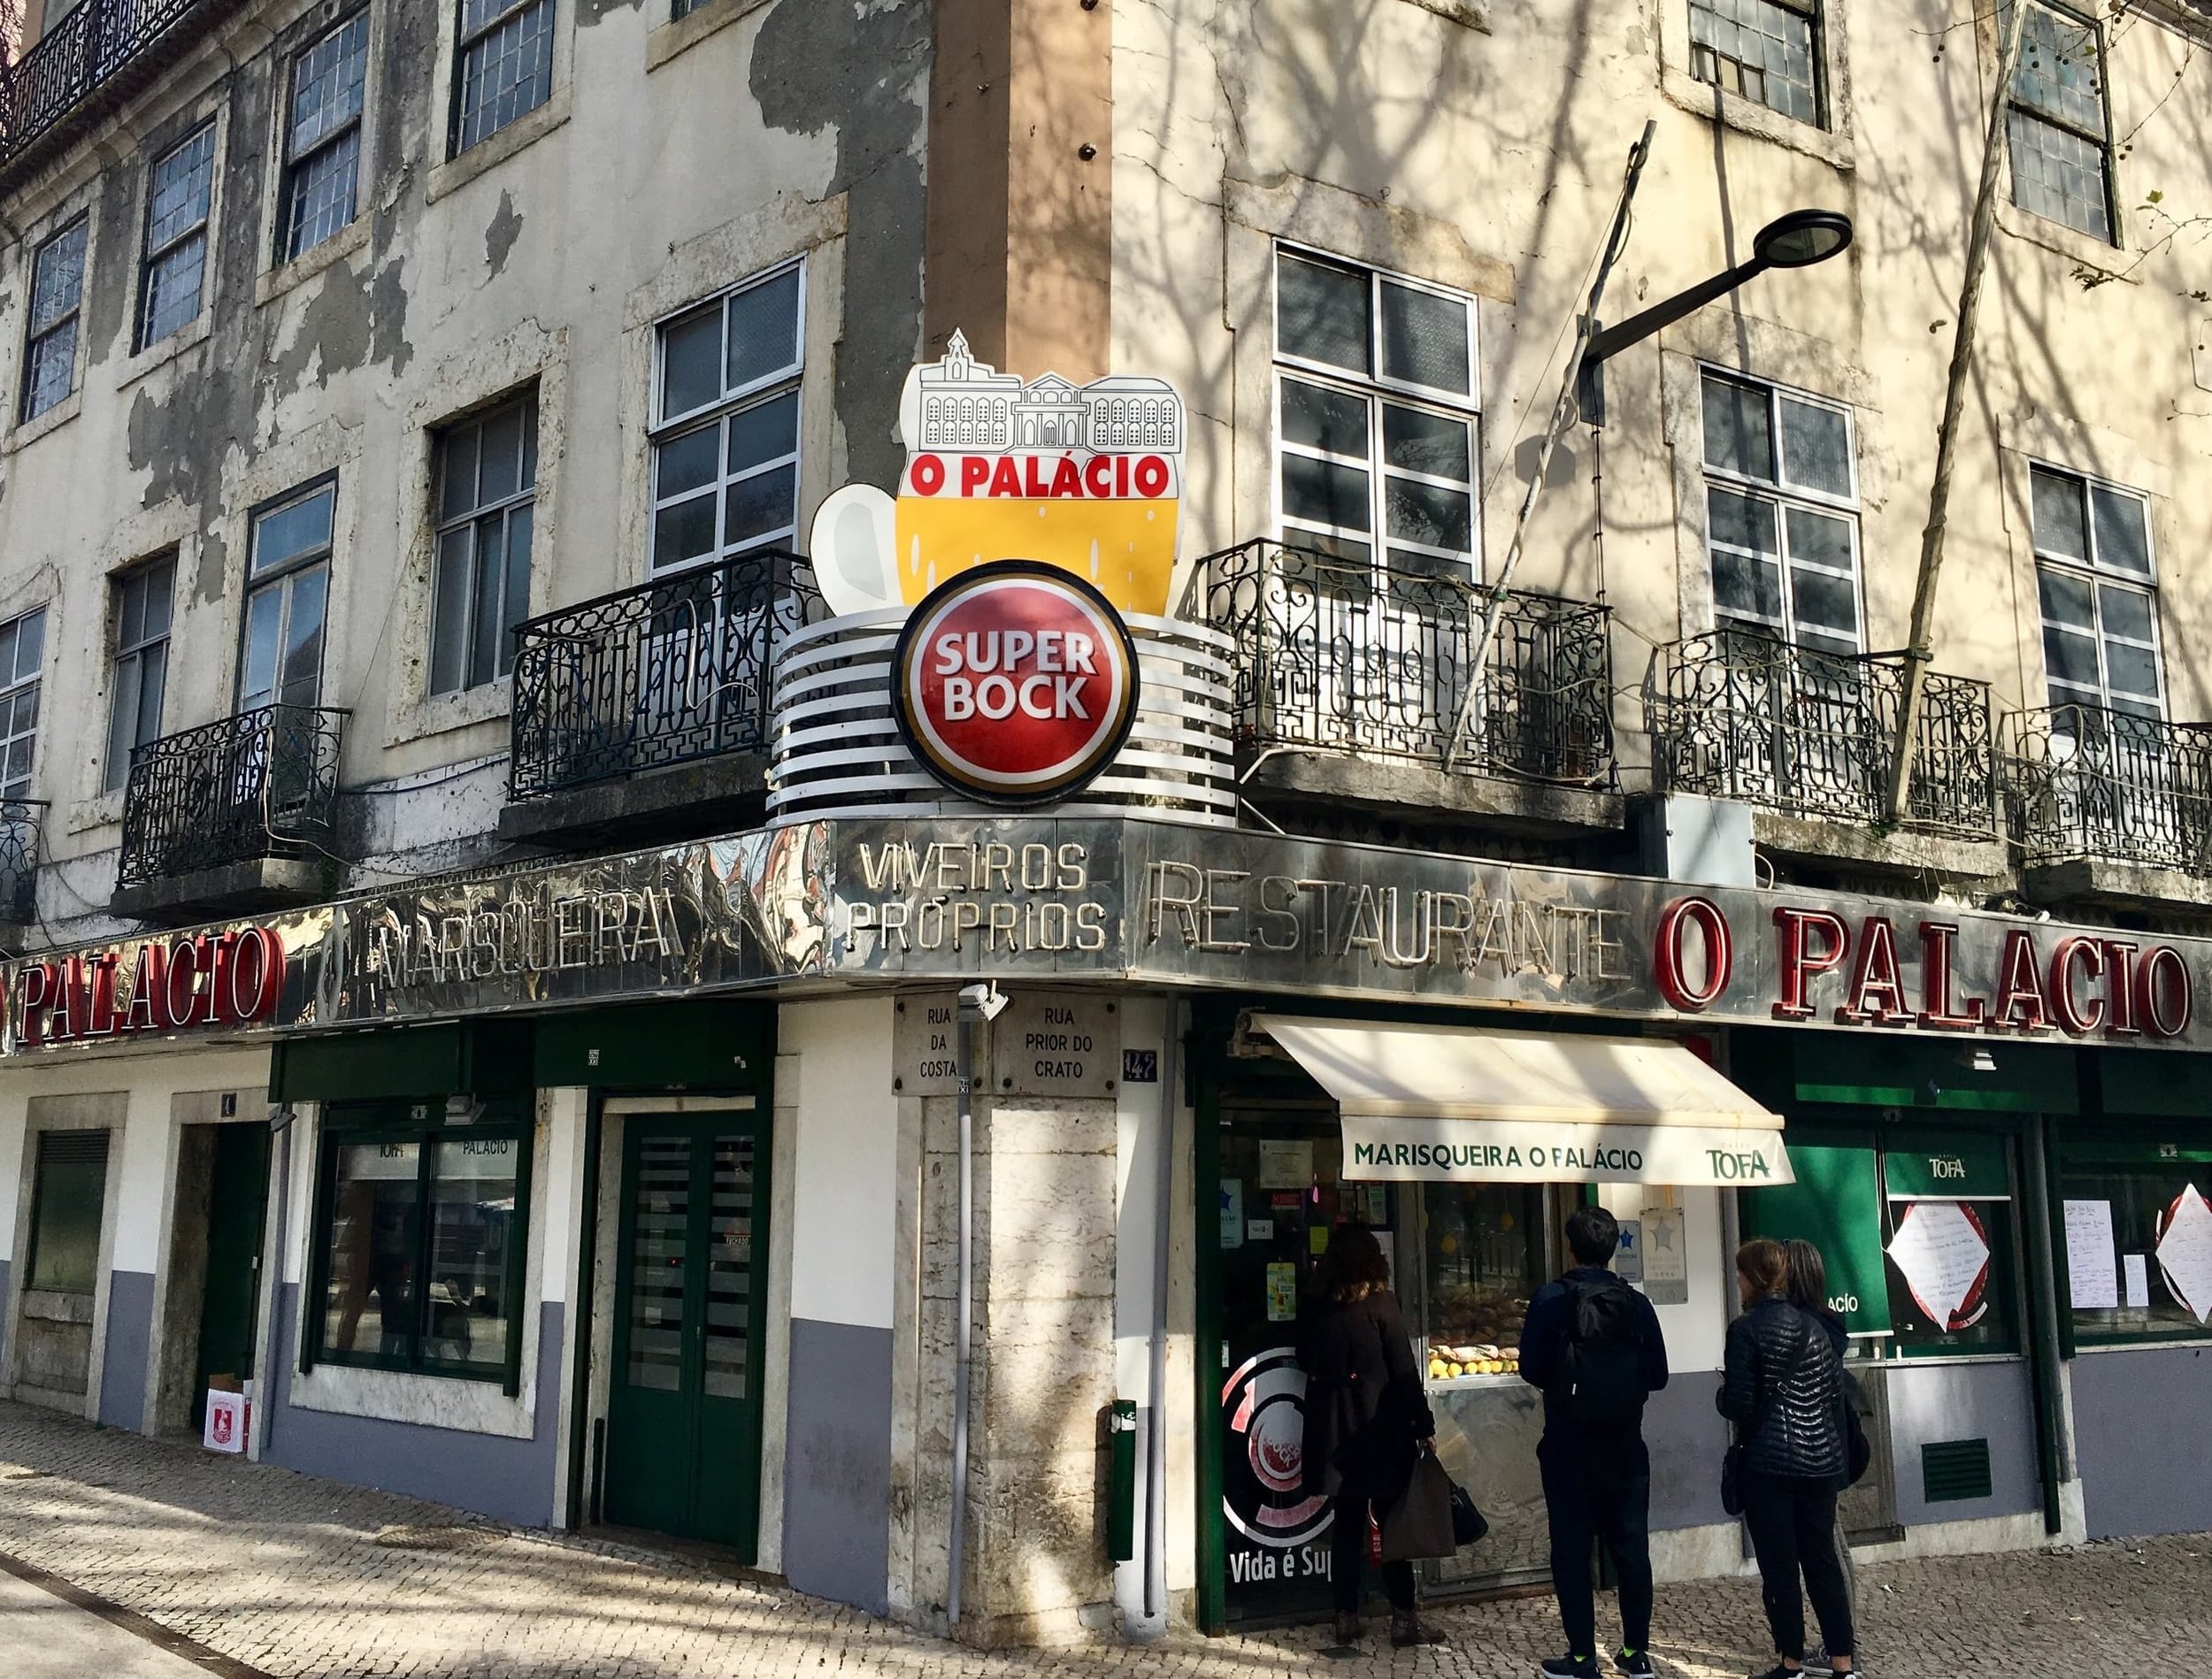 O PALÁCIO
SUPER
BOCK
PALACIO
MARISQUEIRA
VIVEIROS
PRÓPRIOS
RESTAURANTE
O PALACIO
RUA
DA
COSTA
RUA
PRIOR DO
CRATO
147
MARISQUEIRA O PALÁCIO
TOFA
TOFA
PALACIO
TOFA
Vida é Sup